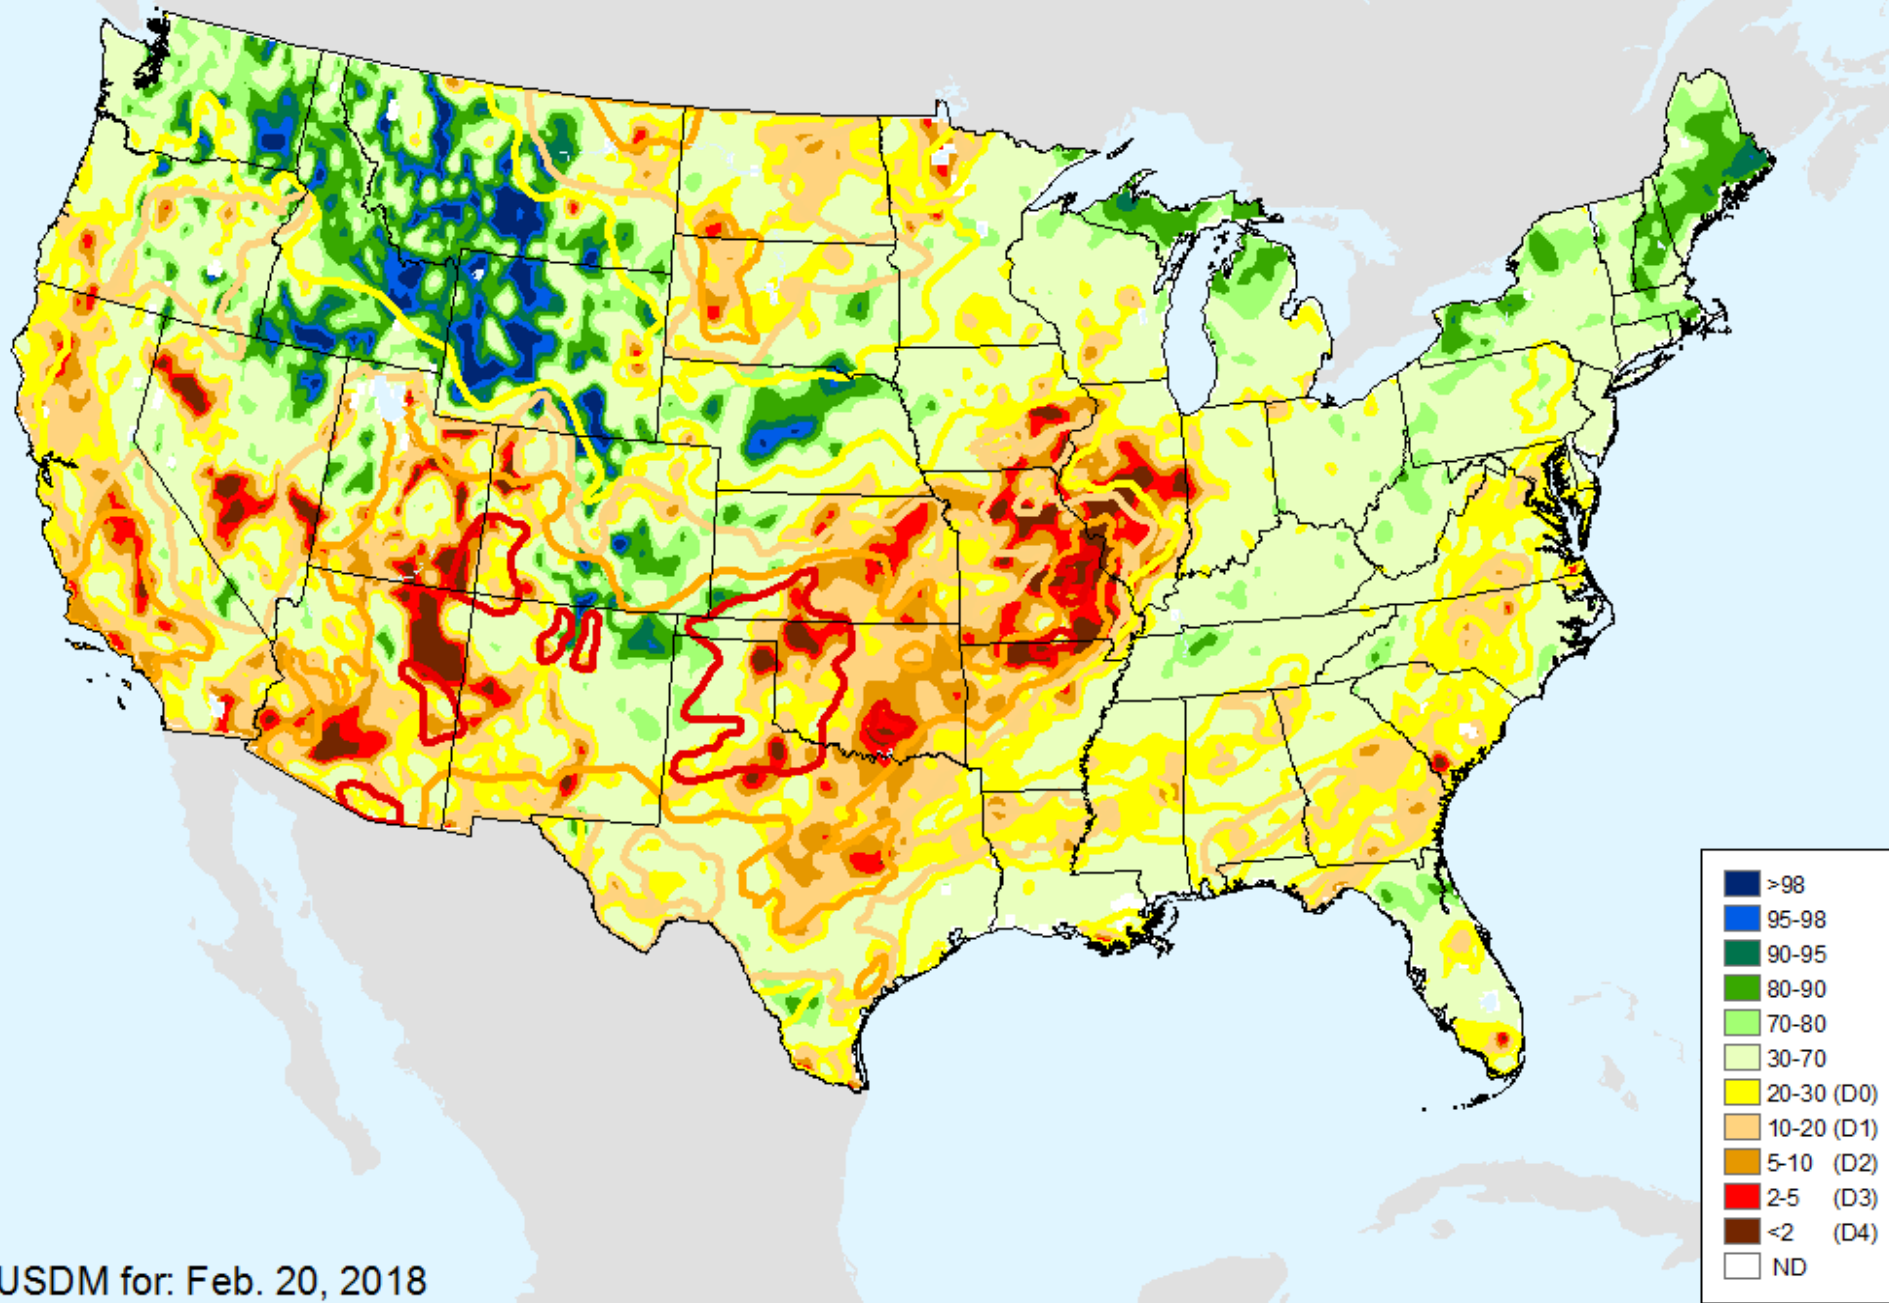 >98
95-98
90-95
80-90
70-80
30-70
20-30 (D0)
10-20 (D1)
5-10 (D2)
2-5 (D3)
<2 (D4)
ND
USDM for: Feb. 20, 2018